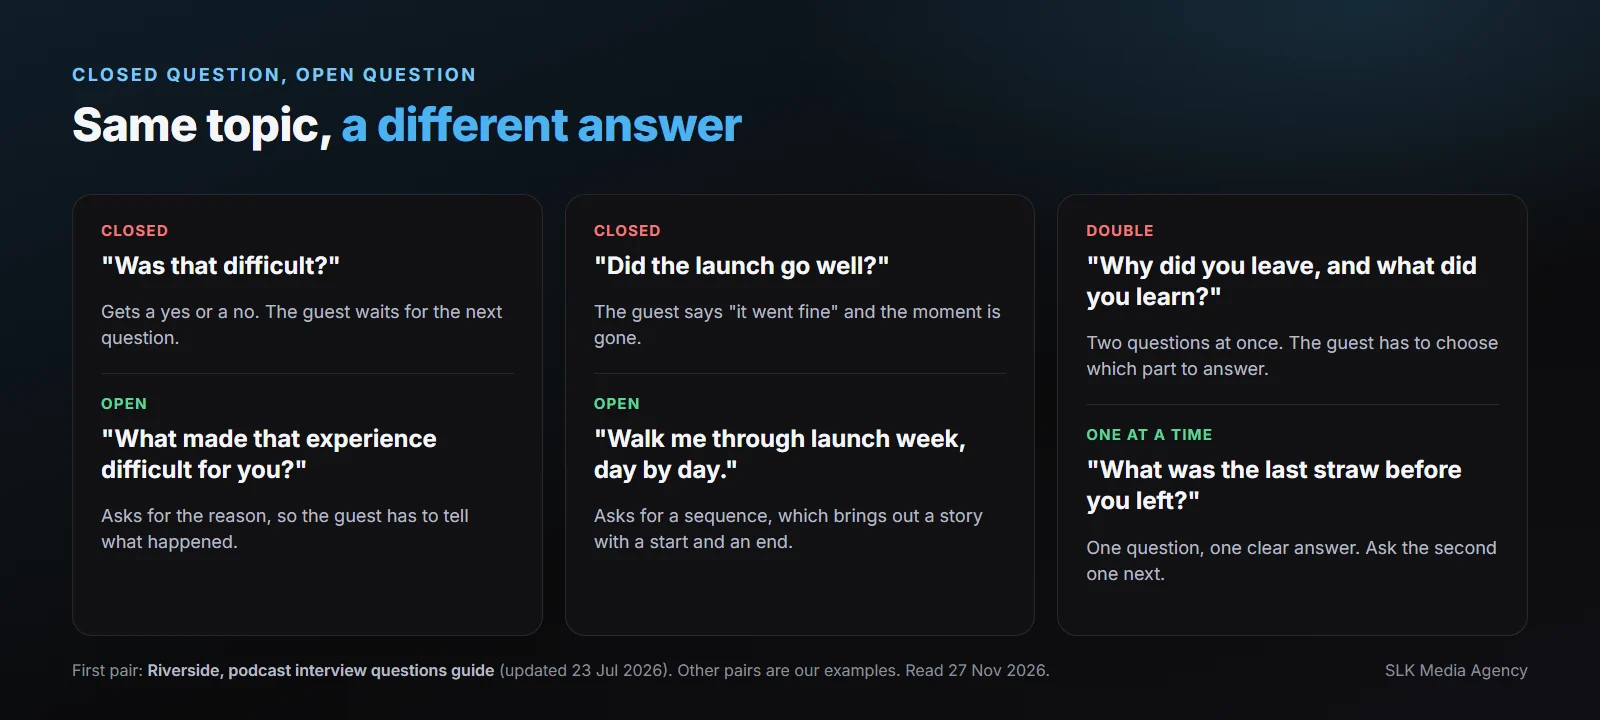 CLOSED QUESTION, OPEN QUESTION
Same topic, a different answer
CLOSED
"Was that difficult?"
Gets a yes or a no. The guest waits for the next
question.
OPEN
"What made that experience
difficult for you?"
Asks for the reason, so the guest has to tell
what happened.
CLOSED
"Did the launch go well?"
The guest says "it went fine" and the moment is
gone.
OPEN
"Walk me through launch week,
day by day."
Asks for a sequence, which brings out a story
with a start and an end.
DOUBLE
"Why did you leave, and what did
you learn?"
Two questions at once. The guest has to choose
which part to answer.
ONE AT A TIME
"What was the last straw before
you left?"
One question, one clear answer. Ask the second
one next.
First pair: Riverside, podcast interview questions guide (updated 23 Jul 2026). Other pairs are our examples. Read 27 Nov 2026.
SLK Media Agency